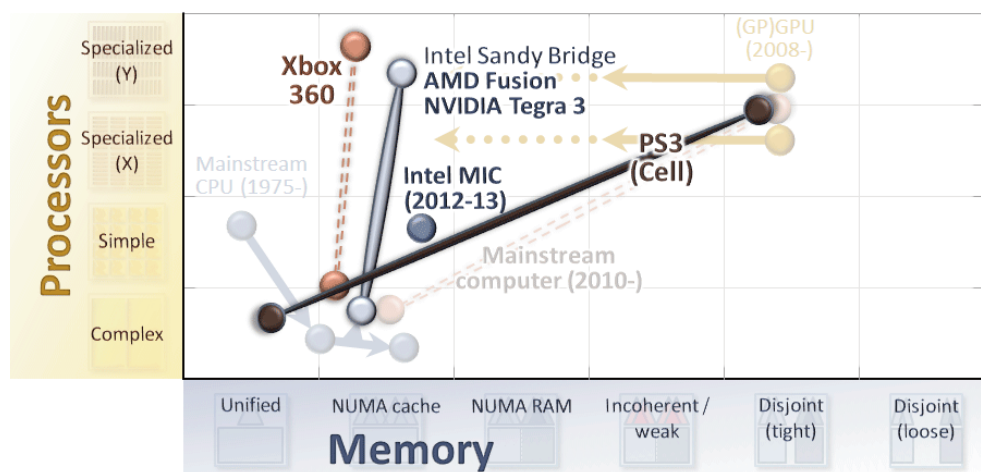 Processors
Specialized
(Y)
Specialized
(X)
Simple
Complex
Xbox
360
Intel Sandy Bridge
AMD Fusion
NVIDIA Tegra 3
(GP)GPU
(2008-)
Mainstream
CPU (1975-)
Intel MIC
(2012-13)
PS3
(Cell)
Mainstream
computer (2010-)
Unified
NUMA cache
NUMA RAM
Incoherent /
weak
Disjoint
(tight)
Disjoint
(loose)
Memory